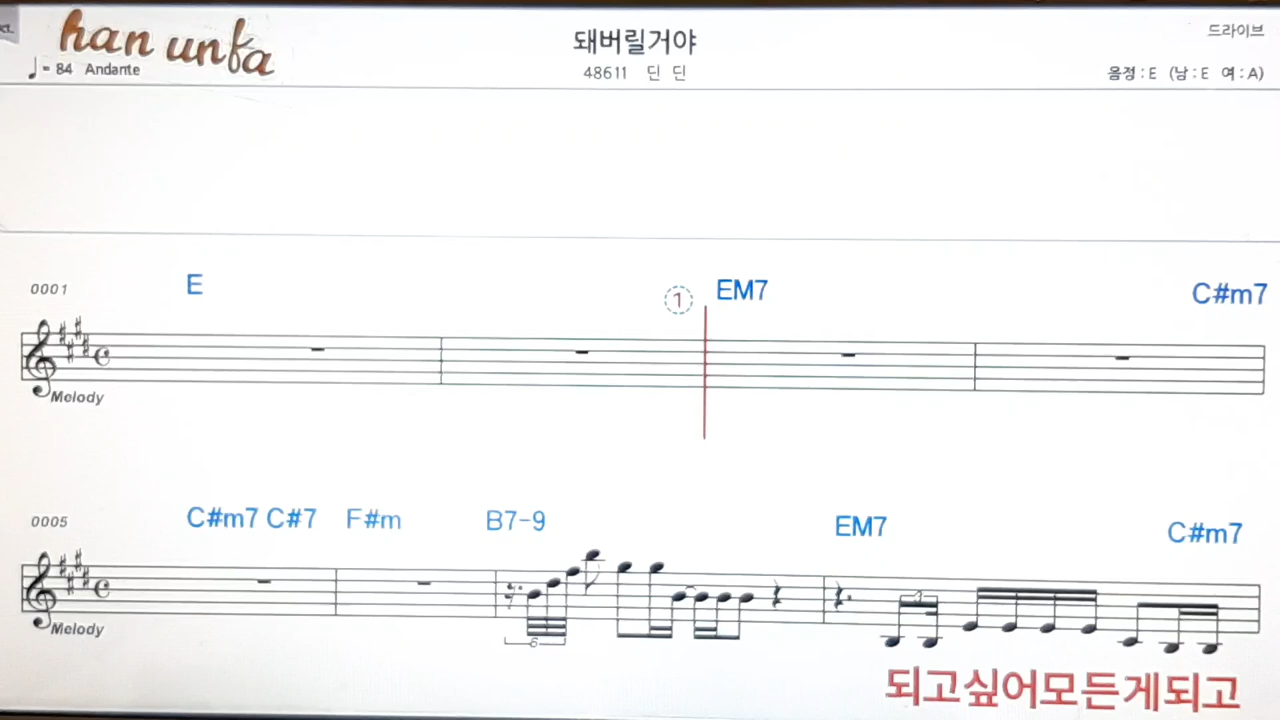 han unfa
돼버릴거야
드라이브
♩= 84 Andante
48611 딘 딘
음정 : E (남 : E 여 : A)
0001
E
1
EM7
C#m7
Melody
0005
C#m7 C#7 F#m B7-9 EM7 C#m7
3
Melody
6
되고싶어모든게되고